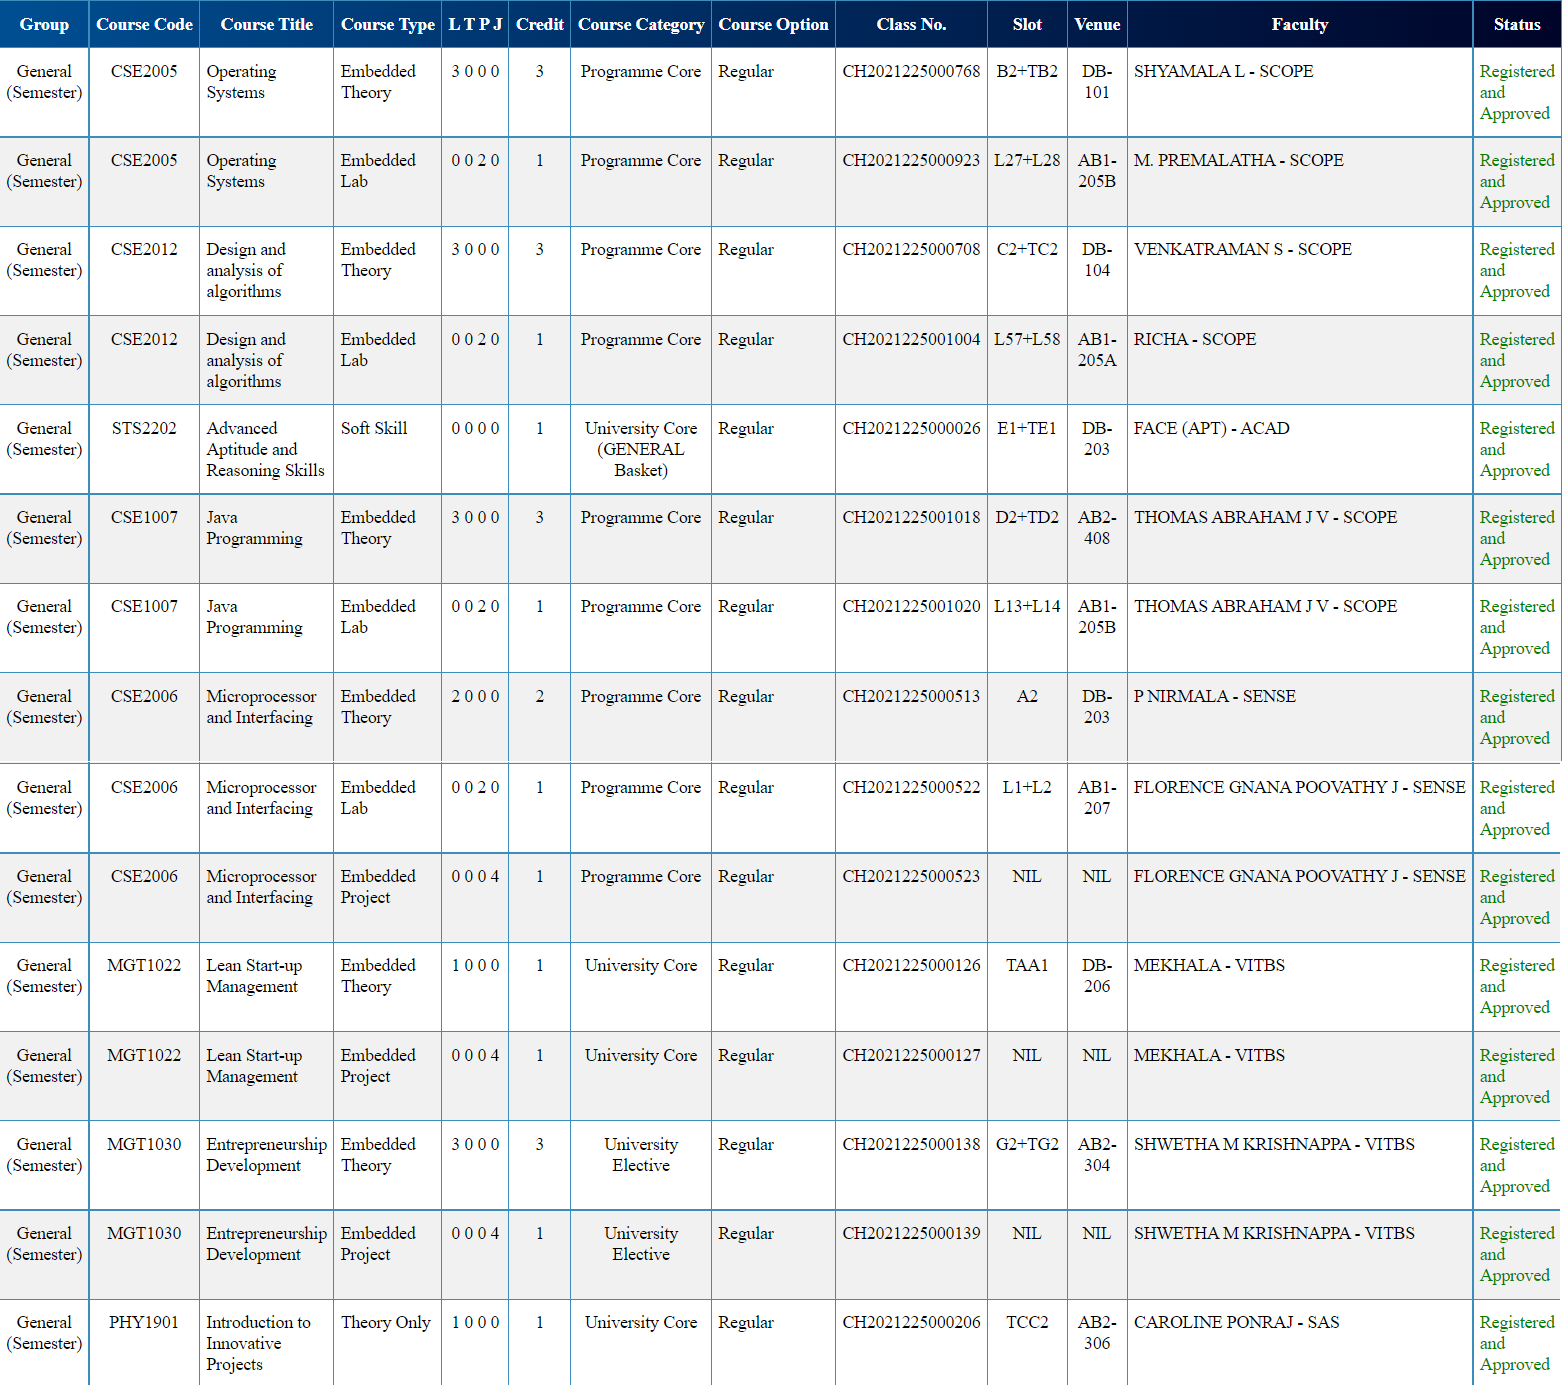 Group Course Code Course Title Course Type L T P J Credit Course Category Course Option Class No. Slot Venue Faculty Status
General CSE2005 Operating Embedded 3 0 0 0 3 Programme Core Regular CH2021225000768 B2+TB2 DB- SHYAMALA L - SCOPE Registered
(Semester) Systems Theory 101 and
Approved
General CSE2005 Operating Embedded 0 0 2 0 1 Programme Core Regular CH2021225000923 L27+L28 AB1- M. PREMALATHA - SCOPE Registered
(Semester) Systems Lab 205B and
Approved
General CSE2012 Design and Embedded 3 0 0 0 3 Programme Core Regular CH2021225000708 C2+TC2 DB- VENKATRAMAN S - SCOPE Registered
(Semester) analysis of Theory 104 and
algorithms Approved
General CSE2012 Design and Embedded 0 0 2 0 1 Programme Core Regular CH2021225001004 L57+L58 AB1- RICHA - SCOPE Registered
(Semester) analysis of Lab 205A and
algorithms Approved
General STS2202 Advanced Soft Skill 0 0 0 0 1 University Core Regular CH2021225000026 E1+TE1 DB- FACE (APT) - ACAD Registered
(Semester) Aptitude and (GENERAL 203 and
Reasoning Skills Basket) Approved
General CSE1007 Java Embedded 3 0 0 0 3 Programme Core Regular CH2021225001018 D2+TD2 AB2- THOMAS ABRAHAM J V - SCOPE Registered
(Semester) Programming Theory 408 and
Approved
General CSE1007 Java Embedded 0 0 2 0 1 Programme Core Regular CH2021225001020 L13+L14 AB1- THOMAS ABRAHAM J V - SCOPE Registered
(Semester) Programming Lab 205B and
Approved
General CSE2006 Microprocessor Embedded 2 0 0 0 2 Programme Core Regular CH2021225000513 A2 DB- P NIRMALA - SENSE Registered
(Semester) and Interfacing Theory 203 and
Approved
General CSE2006 Microprocessor Embedded 0 0 2 0 1 Programme Core Regular CH2021225000522 L1+L2 AB1- FLORENCE GNANA POOVATHY J - SENSE Registered
(Semester) and Interfacing Lab 207 and
Approved
General CSE2006 Microprocessor Embedded 0 0 0 4 1 Programme Core Regular CH2021225000523 NIL NIL FLORENCE GNANA POOVATHY J - SENSE Registered
(Semester) and Interfacing Project and
Approved
General MGT1022 Lean Start-up Embedded 1 0 0 0 1 University Core Regular CH2021225000126 TAA1 DB- MEKHALA - VITBS Registered
(Semester) Management Theory 206 and
Approved
General MGT1022 Lean Start-up Embedded 0 0 0 4 1 University Core Regular CH2021225000127 NIL NIL MEKHALA - VITBS Registered
(Semester) Management Project and
Approved
General MGT1030 Entrepreneurship Embedded 3 0 0 0 3 University Regular CH2021225000138 G2+TG2 AB2- SHWETHA M KRISHNAPPA - VITBS Registered
(Semester) Development Theory Elective 304 and
Approved
General MGT1030 Entrepreneurship Embedded 0 0 0 4 1 University Regular CH2021225000139 NIL NIL SHWETHA M KRISHNAPPA - VITBS Registered
(Semester) Development Project Elective and
Approved
General PHY1901 Introduction to Theory Only 1 0 0 0 1 University Core Regular CH2021225000206 TCC2 AB2- CAROLINE PONRAJ - SAS Registered
(Semester) Innovative 306 and
Projects Approved